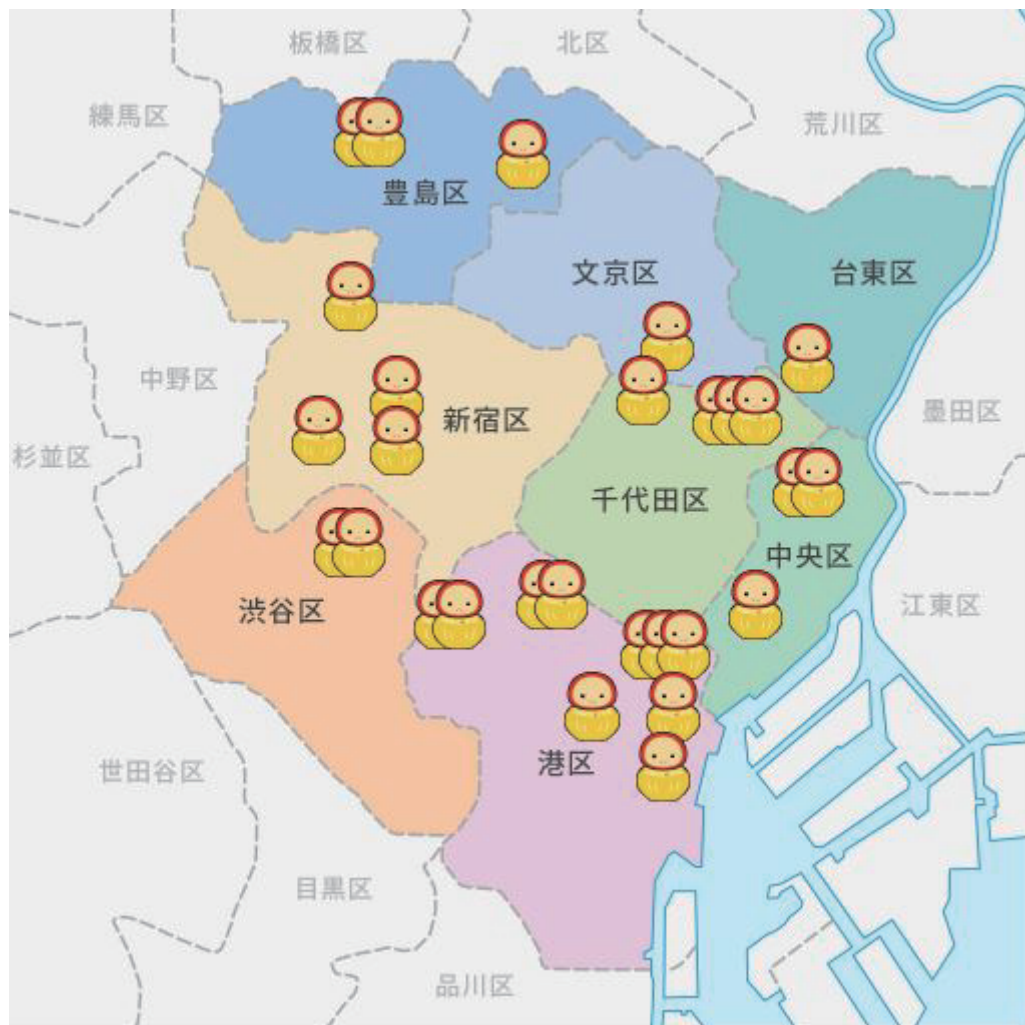 板橋区
北区
練馬区
荒川区
豊島区
文京区
台東区
中野区
新宿区
墨田区
杉並区
千代田区
中央区
渋谷区
江東区
世田谷区
港区
目黒区
品川区